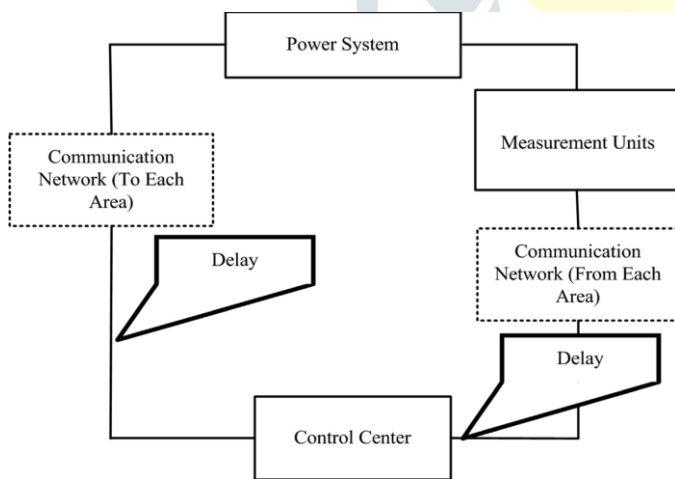 Power System
Measurement Units
Communication
Network (To Each
Area)
Delay
Communication
Network (From Each
Area)
Delay
Control Center